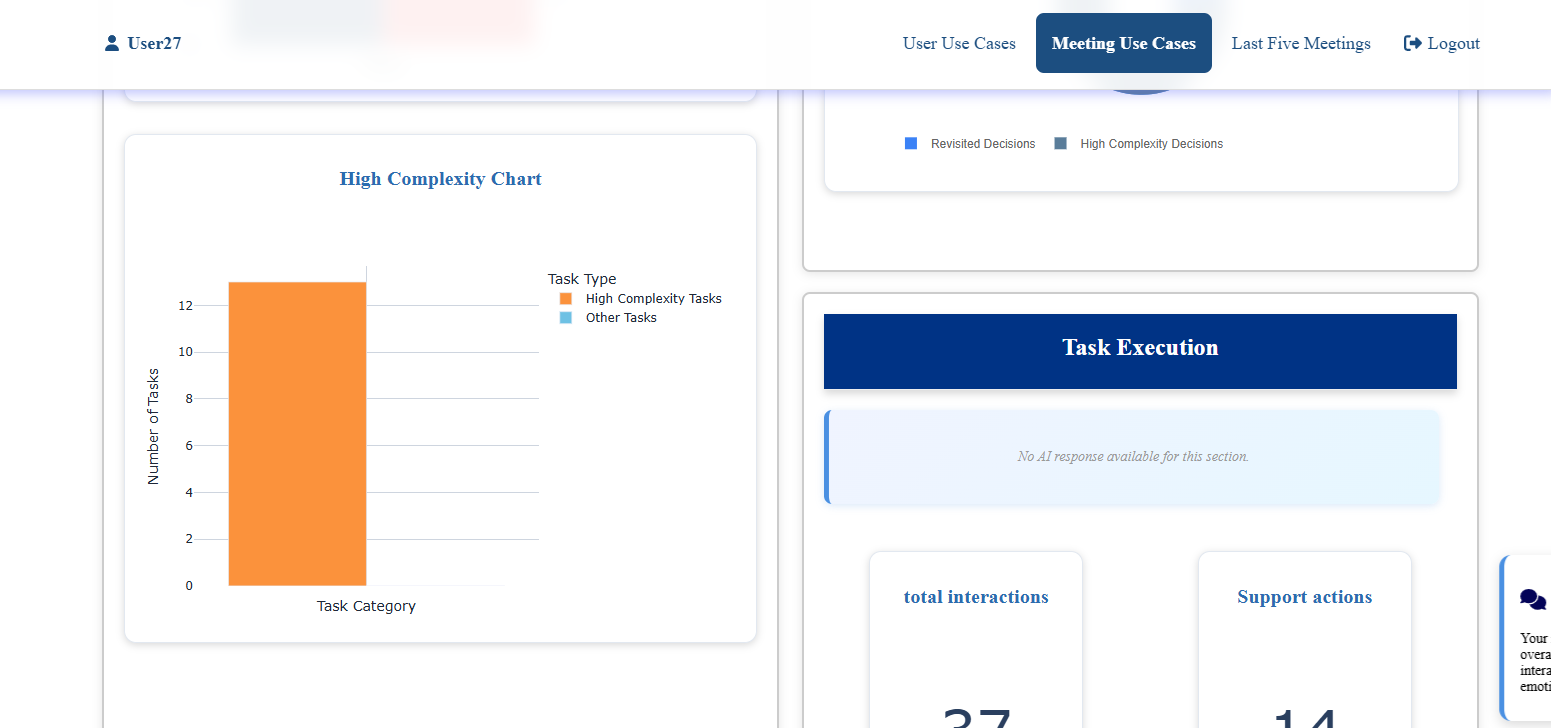 User27
User Use Cases
Meeting Use Cases
Last Five Meetings
Logout
High Complexity Chart
Number of Tasks
12
10
8
6
4
2
0
Task Category
Task Type
High Complexity Tasks
Other Tasks
Revisited Decisions
High Complexity Decisions
Task Execution
No AI response available for this section.
total interactions
37
Support actions
14
Your
overa
intera
emoti